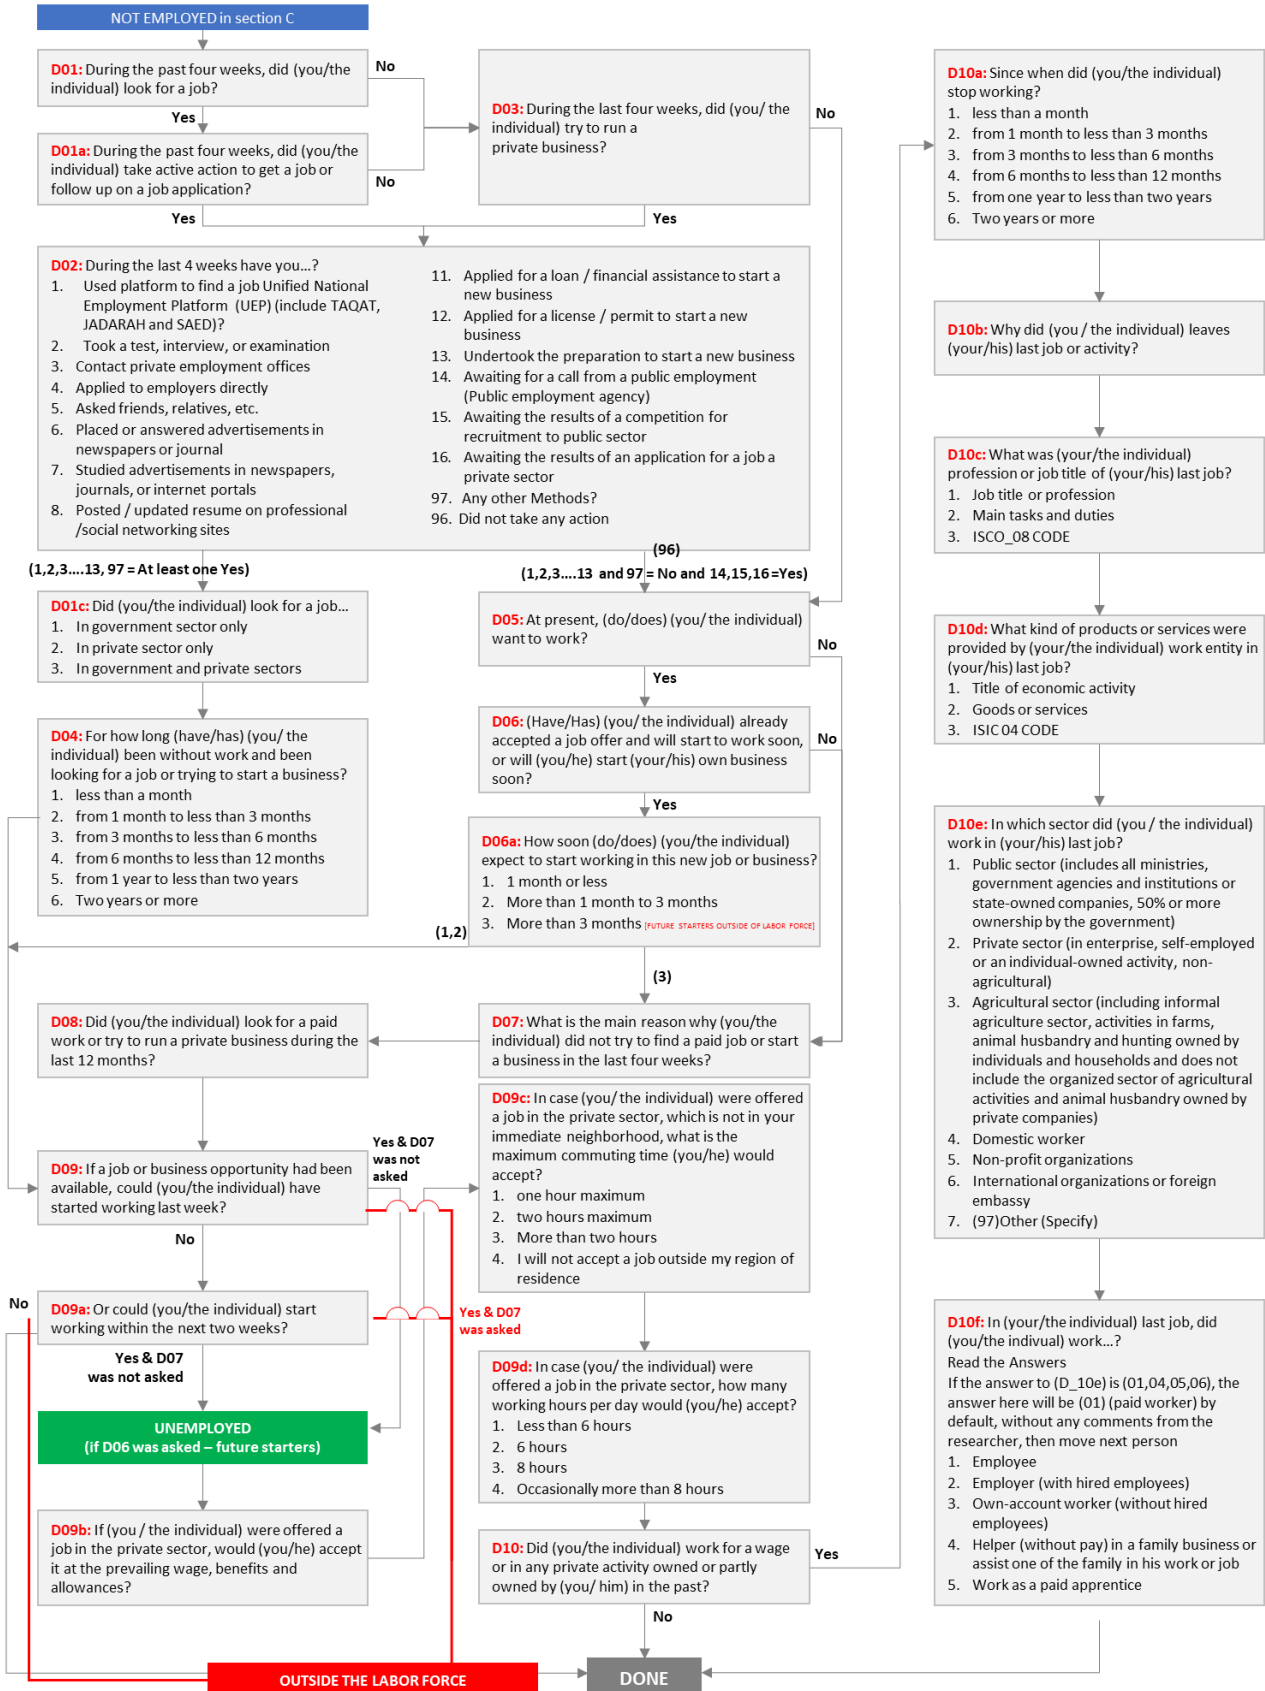 NOT EMPLOYED in section C
D01: During the past four weeks, did (you/the
individual) look for a job?
No
Yes
D01a: During the past four weeks, did (you/the
individual) take active action to get a job or
follow up on a job application?
No
Yes
D03: During the last four weeks, did (you/ the
individual) try to run a
private business?
No
Yes
D02: During the last 4 weeks have you...?
1. Used platform to find a job Unified National
Employment Platform (UEP) (include TAQAT,
JADARAH and SAED)?
2. Took a test, interview, or examination
3. Contact private employment offices
4. Applied to employers directly
5. Asked friends, relatives, etc.
6. Placed or answered advertisements in
newspapers or journal
7. Studied advertisements in newspapers,
journals, or internet portals
8. Posted / updated resume on professional
/social networking sites
11. Applied for a loan / financial assistance to start a
new business
12. Applied for a license / permit to start a new
business
13. Undertook the preparation to start a new business
14. Awaiting for a call from a public employment
(Public employment agency)
15. Awaiting the results of a competition for
recruitment to public sector
16. Awaiting the results of an application for a job a
private sector
97. Any other Methods?
96. Did not take any action
(1,2,3....13, 97 = At least one Yes)
(96)
(1,2,3....13 and 97 = No and 14,15,16 =Yes)
D01c: Did (you/the individual) look for a job...
1. In government sector only
2. In private sector only
3. In government and private sectors
D04: For how long (have/has) (you/ the
individual) been without work and been
looking for a job or trying to start a business?
1. less than a month
2. from 1 month to less than 3 months
3. from 3 months to less than 6 months
4. from 6 months to less than 12 months
5. from 1 year to less than two years
6. Two years or more
D05: At present, (do/does) (you/ the individual)
want to work?
No
Yes
D06: (Have/Has) (you/ the individual) already
accepted a job offer and will start to work soon,
or will (you/he) start (your/his) own business
soon?
No
Yes
D06a: How soon (do/does) (you/the individual)
expect to start working in this new job or business?
1. 1 month or less
2. More than 1 month to 3 months
3. More than 3 months [FUTURE STARTERS OUTSIDE OF LABOR FORCE]
(1,2)
(3)
D08: Did (you/the individual) look for a paid
work or try to run a private business during the
last 12 months?
D07: What is the main reason why (you/the
individual) did not try to find a paid job or start
a business in the last four weeks?
D09: If a job or business opportunity had been
available, could (you/the individual) have
started working last week?
Yes & D07
was not
asked
No
D09a: Or could (you/the individual) start
working within the next two weeks?
No
Yes & D07
was not asked
Yes & D07
was asked
UNEMPLOYED
(if D06 was asked – future starters)
D09b: If (you / the individual) were offered a
job in the private sector, would (you/he) accept
it at the prevailing wage, benefits and
allowances?
D09c: In case (you/ the individual) were offered
a job in the private sector, which is not in your
immediate neighborhood, what is the
maximum commuting time (you/he) would
accept?
1. one hour maximum
2. two hours maximum
3. More than two hours
4. I will not accept a job outside my region of
residence
D09d: In case (you/ the individual) were
offered a job in the private sector, how many
working hours per day would (you/he) accept?
1. Less than 6 hours
2. 6 hours
3. 8 hours
4. Occasionally more than 8 hours
D10: Did (you/the individual) work for a wage
or in any private activity owned or partly
owned by (you/ him) in the past?
Yes
No
OUTSIDE THE LABOR FORCE
DONE
D10a: Since when did (you/the individual)
stop working?
1. less than a month
2. from 1 month to less than 3 months
3. from 3 months to less than 6 months
4. from 6 months to less than 12 months
5. from one year to less than two years
6. Two years or more
D10b: Why did (you / the individual) leaves
(your/his) last job or activity?
D10c: What was (your/the individual)
profession or job title of (your/his) last job?
1. Job title or profession
2. Main tasks and duties
3. ISCO_08 CODE
D10d: What kind of products or services were
provided by (your/the individual) work entity in
(your/his) last job?
1. Title of economic activity
2. Goods or services
3. ISIC 04 CODE
D10e: In which sector did (you / the individual)
work in (your/his) last job?
1. Public sector (includes all ministries,
government agencies and institutions or
state-owned companies, 50% or more
ownership by the government)
2. Private sector (in enterprise, self-employed
or an individual-owned activity, non-
agricultural)
3. Agricultural sector (including informal
agriculture sector, activities in farms,
animal husbandry and hunting owned by
individuals and households and does not
include the organized sector of agricultural
activities and animal husbandry owned by
private companies)
4. Domestic worker
5. Non-profit organizations
6. International organizations or foreign
embassy
7. (97)Other (Specify)
D10f: In (your/the individual) last job, did
(you/the indivual) work...?
Read the Answers
If the answer to (D_10e) is (01,04,05,06), the
answer here will be (01) (paid worker) by
default, without any comments from the
researcher, then move next person
1. Employee
2. Employer (with hired employees)
3. Own-account worker (without hired
employees)
4. Helper (without pay) in a family business or
assist one of the family in his work or job
5. Work as a paid apprentice